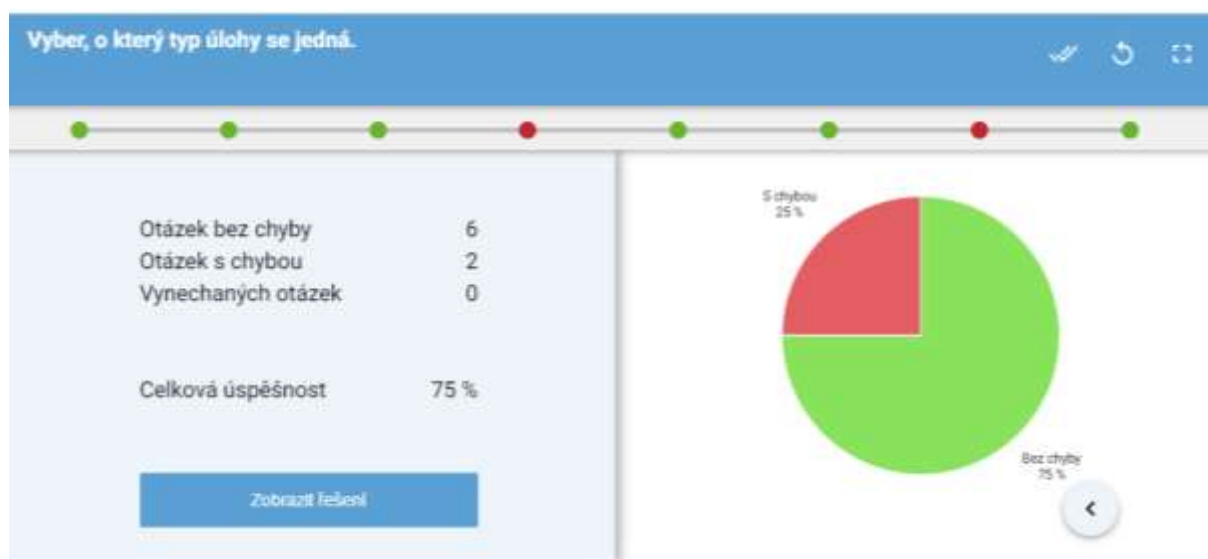 Vyber, o který typ úlohy se jedná.
Otázek bez chyby 6
Otázek s chybou 2
Vynechaných otázek 0
Celková úspěšnost 75 %
Zobrazit řešení
S chybou
25 %
Bez chyby
75 %